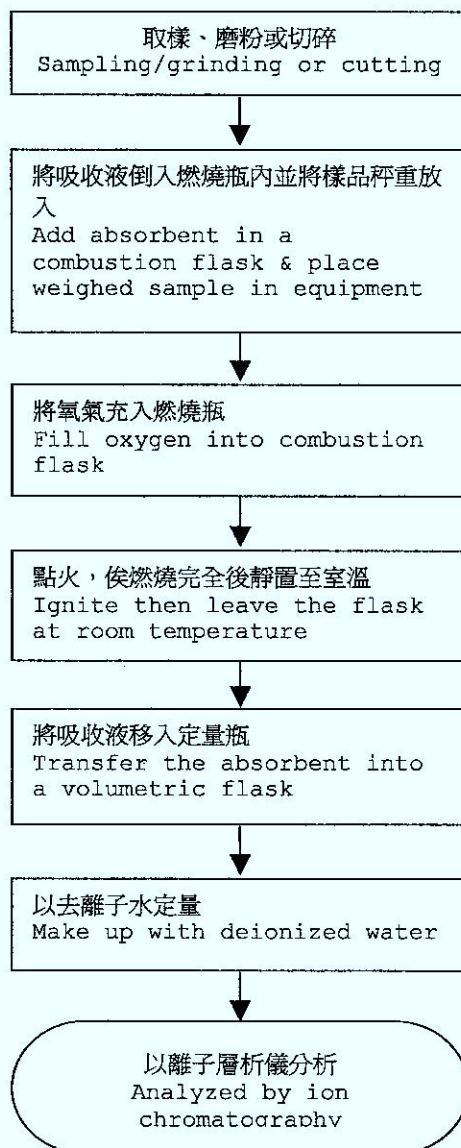 取樣、磨粉或切碎
Sampling/grinding or cutting
將吸收液倒入燃燒瓶內並將樣品秤重放
入
Add absorbent in a
combustion flask & place
weighed sample in equipment
將氧氣充入燃燒瓶
Fill oxygen into combustion
flask
點火，俟燃燒完全後靜置至室溫
Ignite then leave the flask
at room temperature
將吸收液移入定量瓶
Transfer the absorbent into
a volumetric flask
以去離子水定量
Make up with deionized water
以離子層析儀分析
Analyzed by ion
chromatography